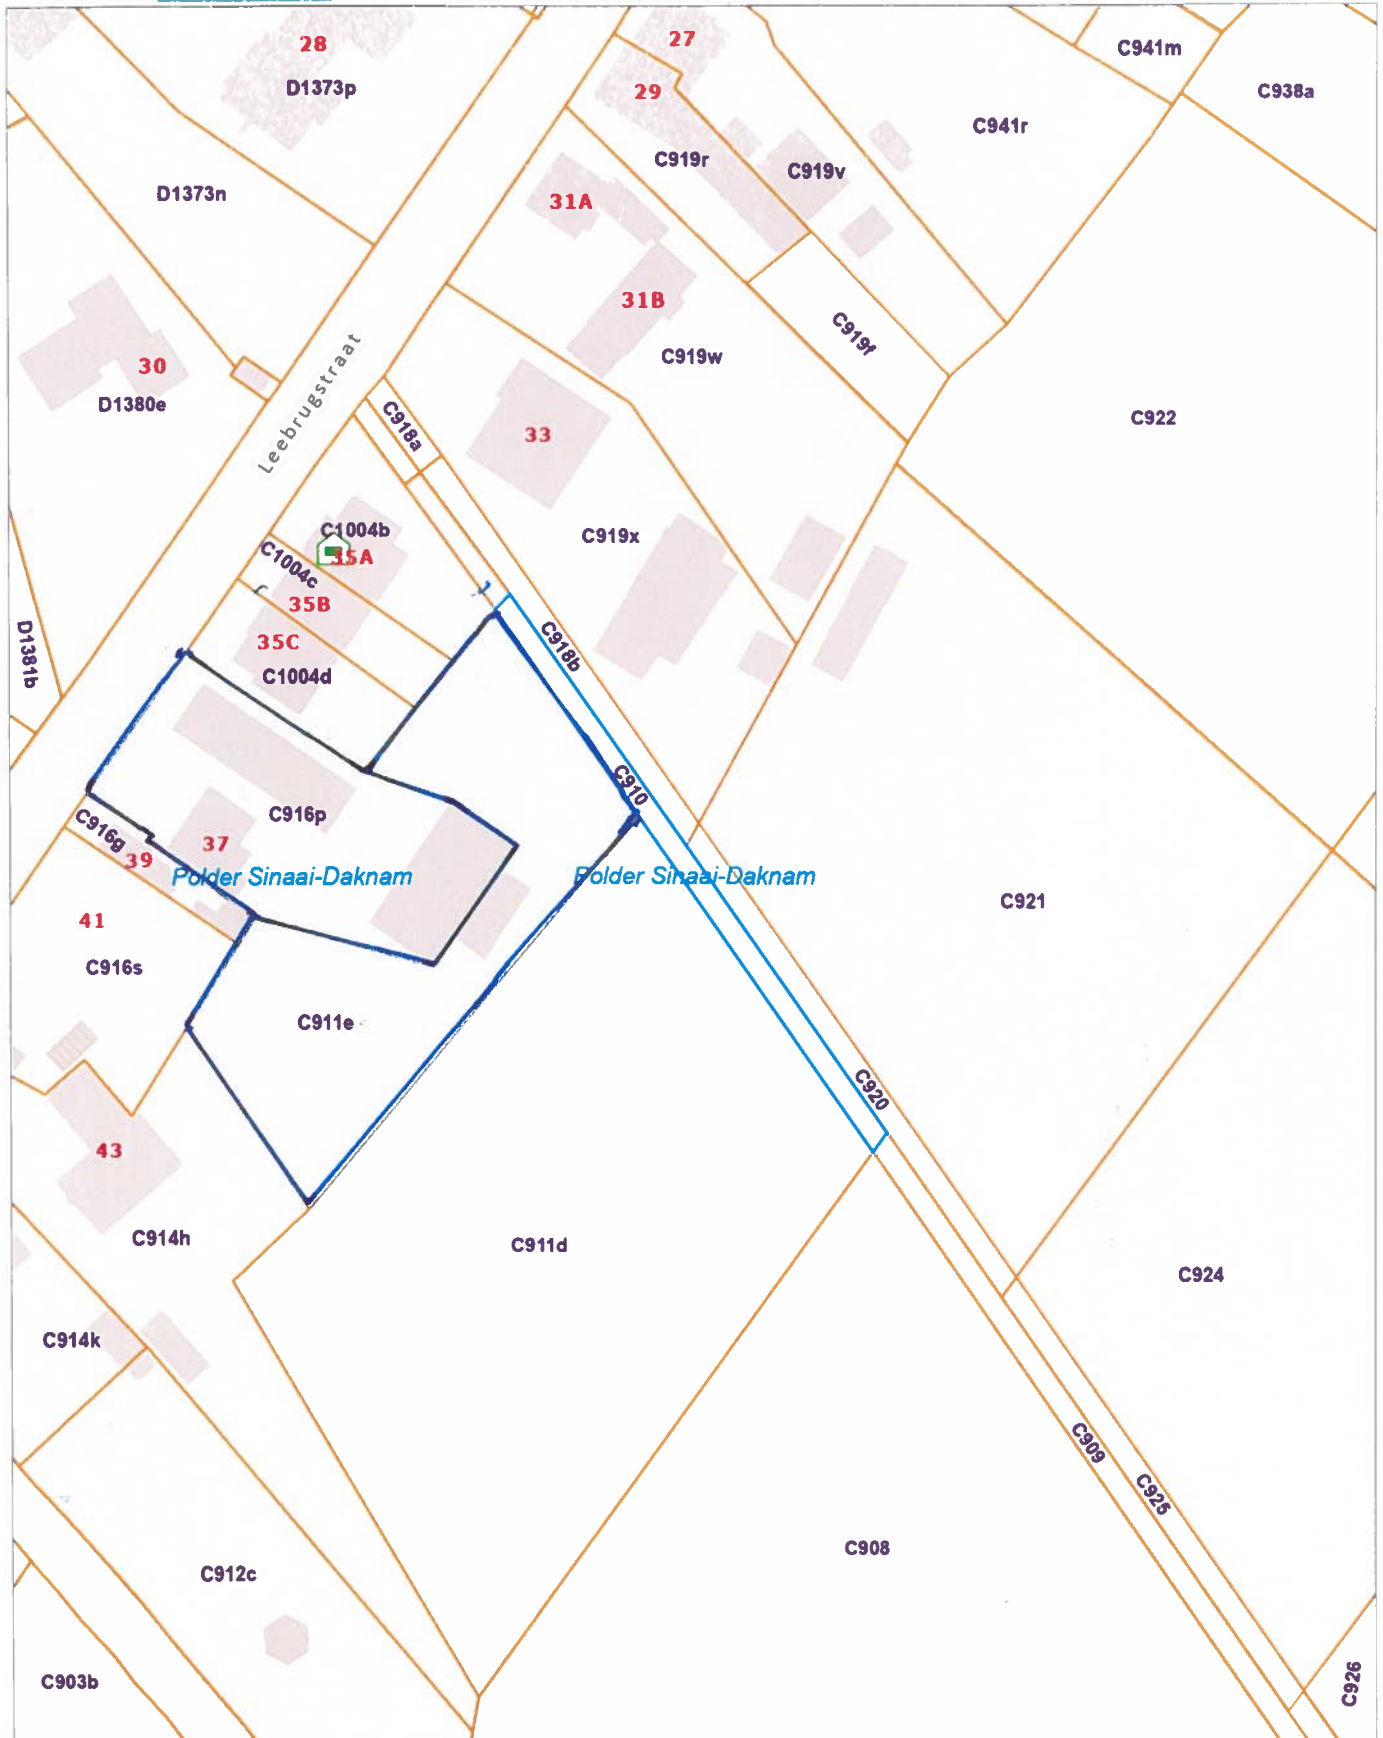 28
D1373p
27
29
C941m
C938a
C941r
C919r
C919v
D1373n
31A
31B
C919w
C919f
30
D1380e
Leebrugstraat
C918a
33
C922
C919x
C1004b
35A
C1004c
35B
35C
C1004d
D1381b
C918b
C910
C916p
C916g
37
39
Polder Sinaai-Daknam
Polder Sinaai-Daknam
C921
41
C916s
C911e
C920
43
C914h
C911d
C924
C914k
C909
C925
C908
C912c
C903b
C926